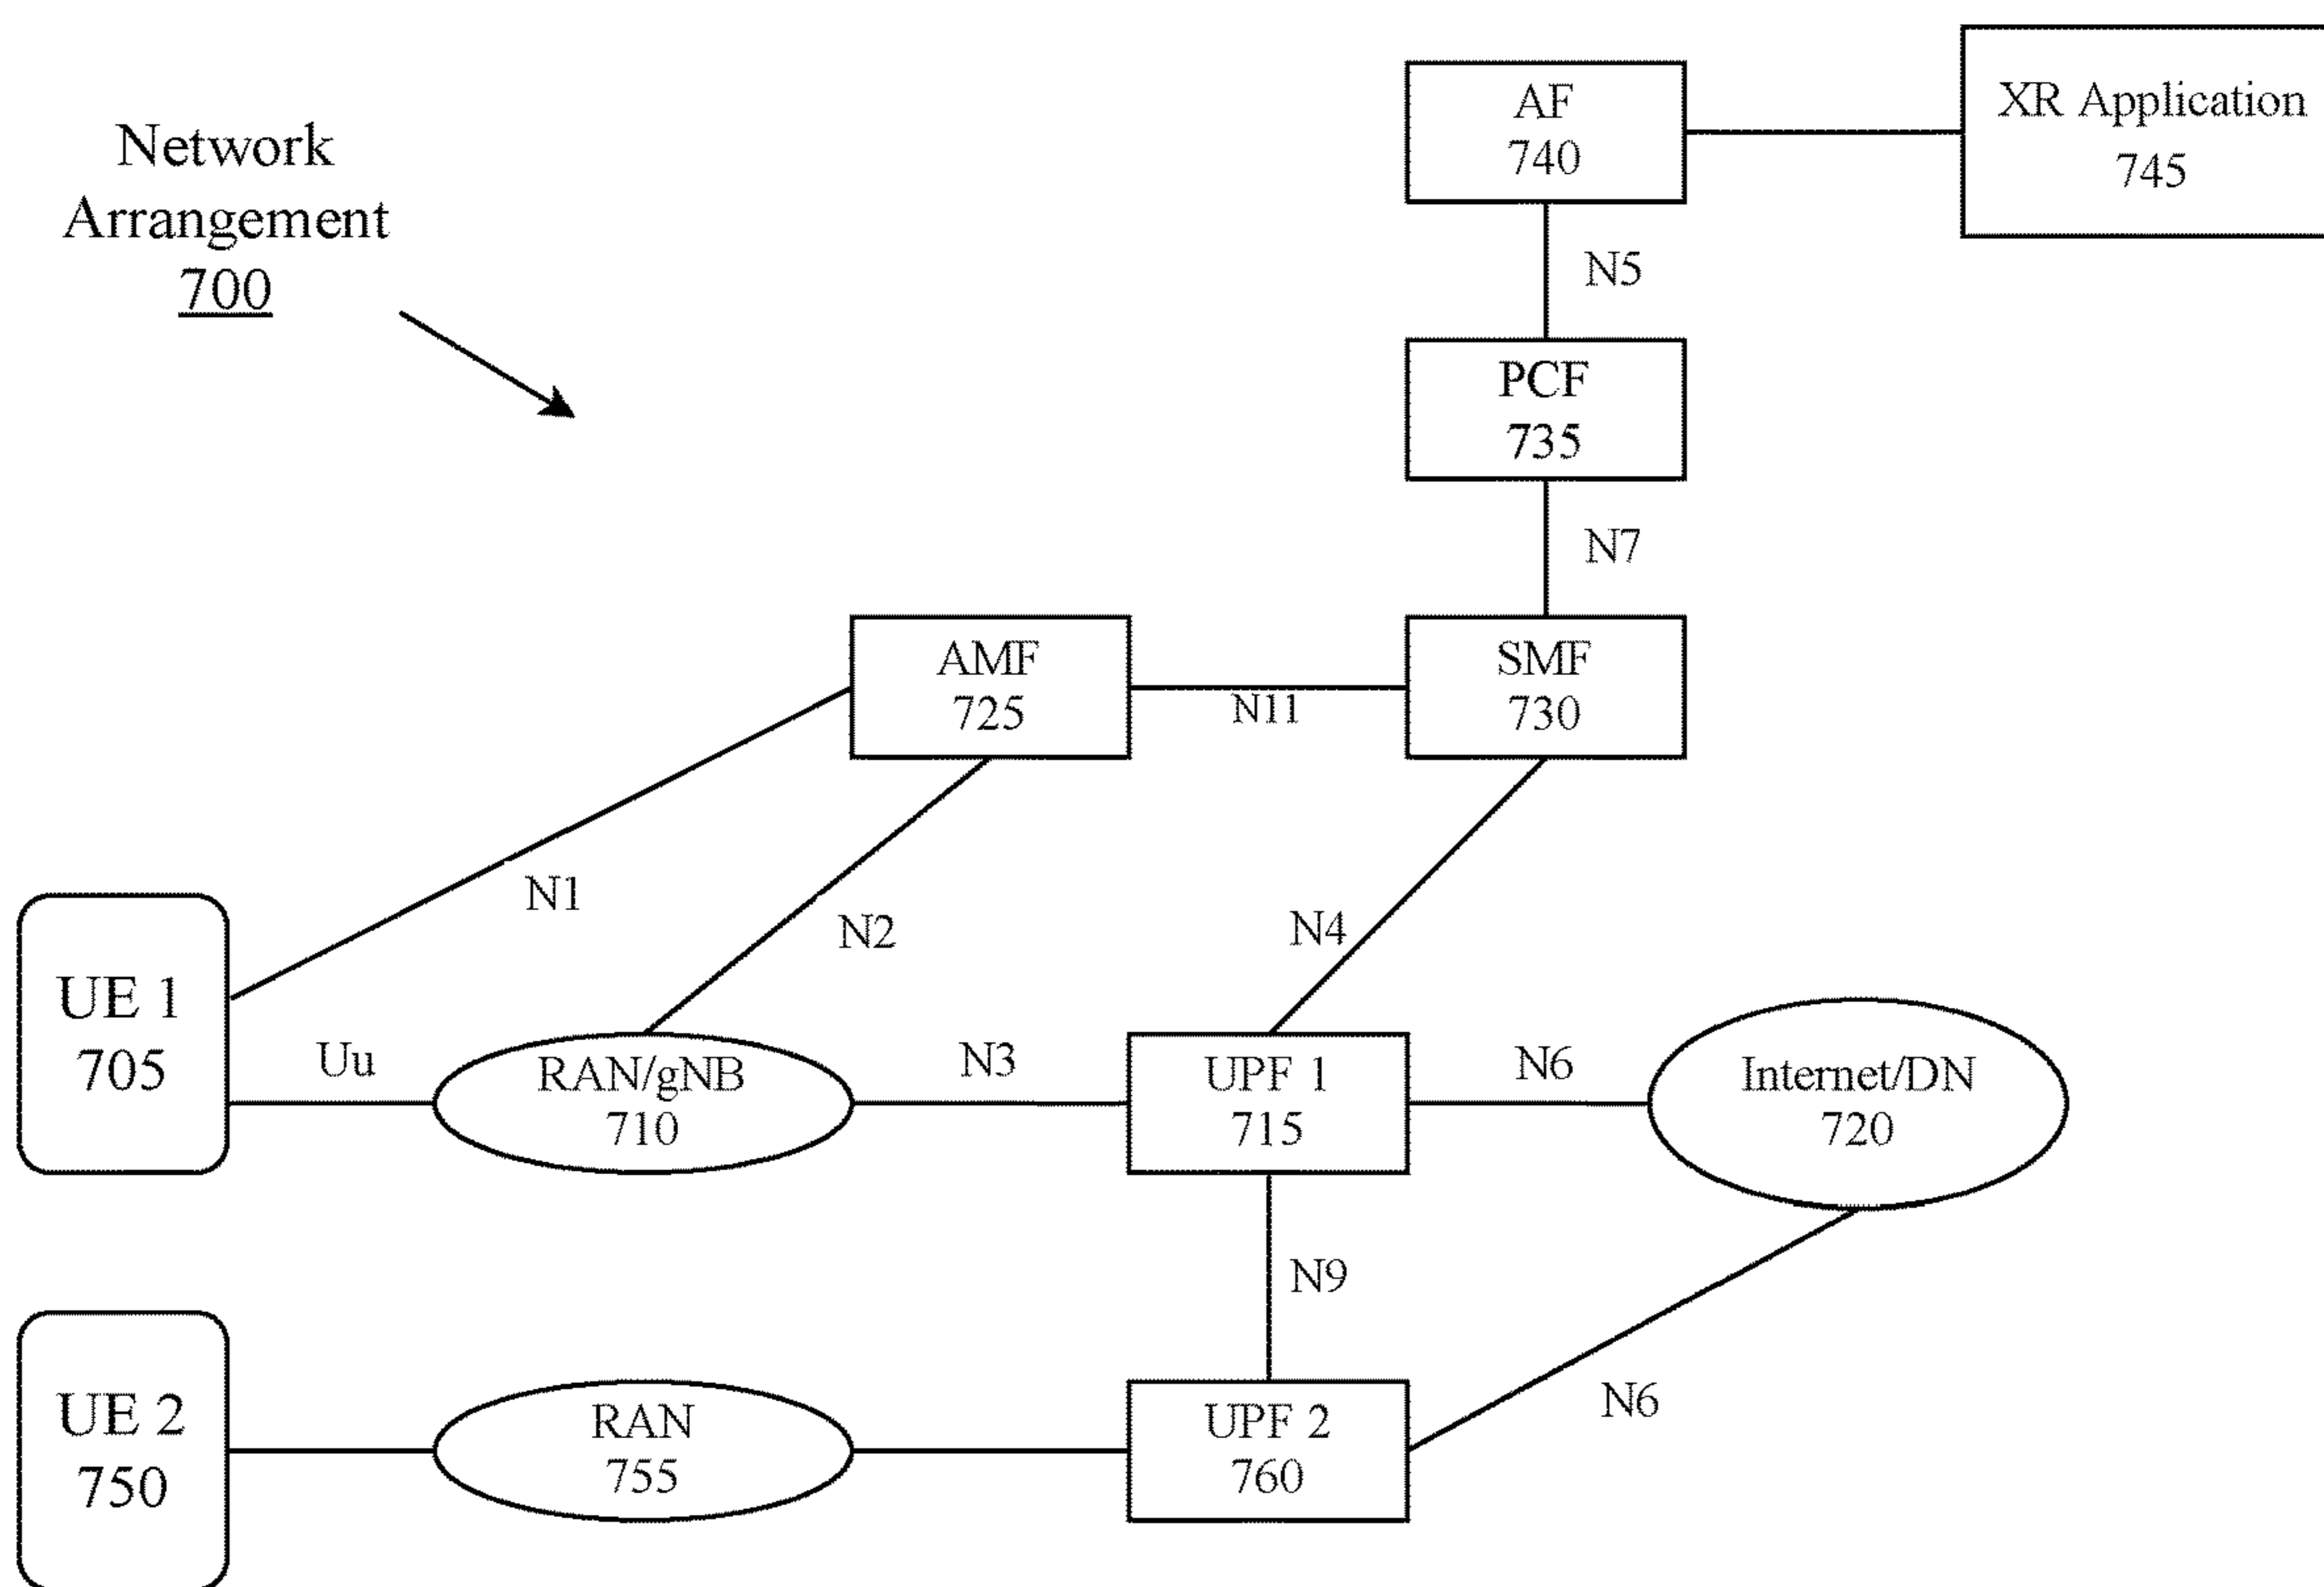 Network
Arrangement
700
AF
740
XR Application
745
N5
PCF
735
N7
AMF
725
N11
SMF
730
N1
N2
N4
UE 1
705
Uu
RAN/gNB
710
N3
UPF 1
715
N6
Internet/DN
720
N9
N6
UE 2
750
RAN
755
UPF 2
760